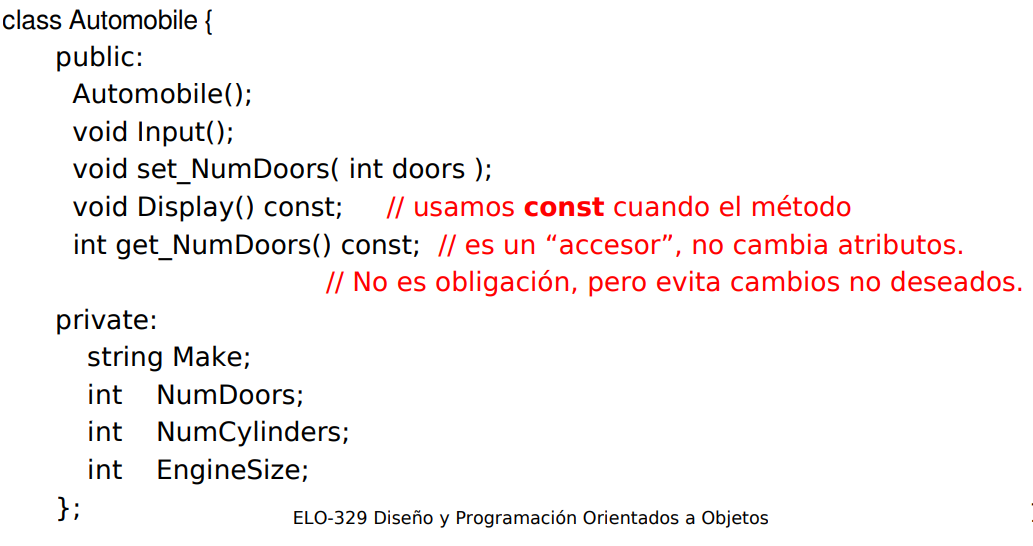 class Automobile {
public:
Automobile();
void Input();
void set_NumDoors( int doors );
void Display() const; // usamos const cuando el método
int get_NumDoors() const; // es un “accesor”, no cambia atributos.
// No es obligación, pero evita cambios no deseados.
private:
string Make;
int NumDoors;
int NumCylinders;
int EngineSize;
};
ELO-329 Diseño y Programación Orientados a Objetos